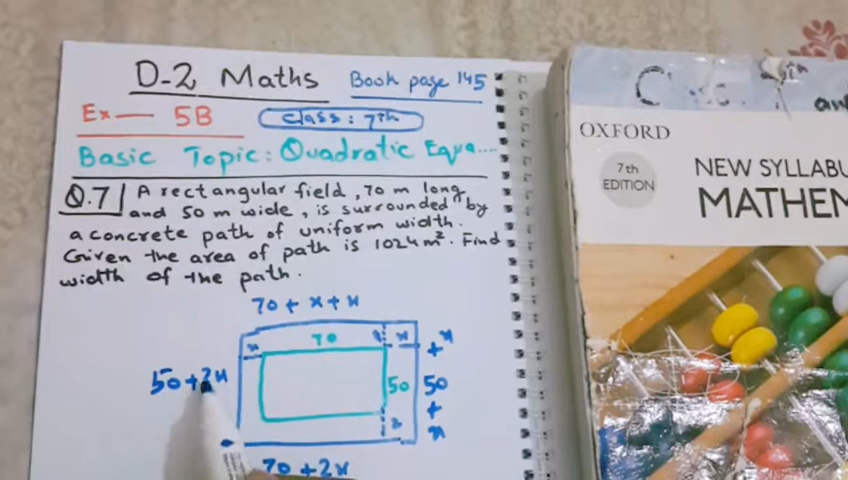 D-2 Maths Book page 145
Ex— 5B Class: 7th
Basic Topic: Quadratic Equa....
Q.7 A rectangular field, 70 m long
and 50 m wide, is surrounded by
a concrete path of uniform width.
Given the area of path is 1024 m². Find
width of the path.
70 + x + x
x 70 x
+ x
50 + 2x
50 50
+
x x
70 + 2x
OXFORD
7th
EDITION
NEW SYLLABU
MATHEM